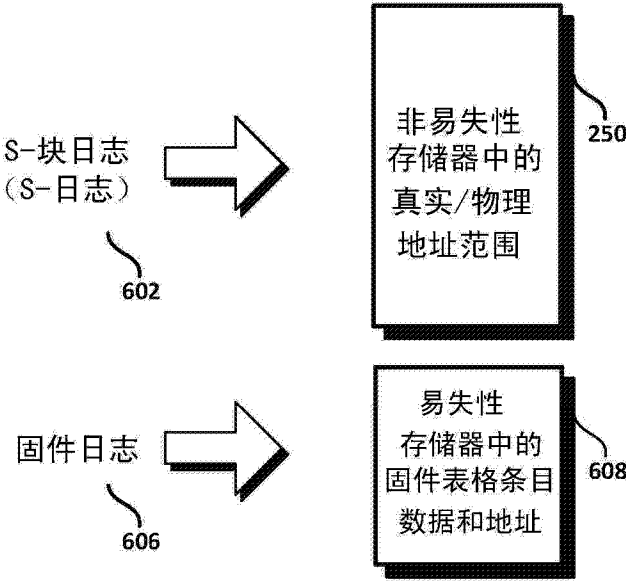 S-块日志
（S-日志）
602
非易失性
存储器中的
真实/物理
地址范围
250
固件日志
606
易失性
存储器中的
固件表格条目
数据和地址
608